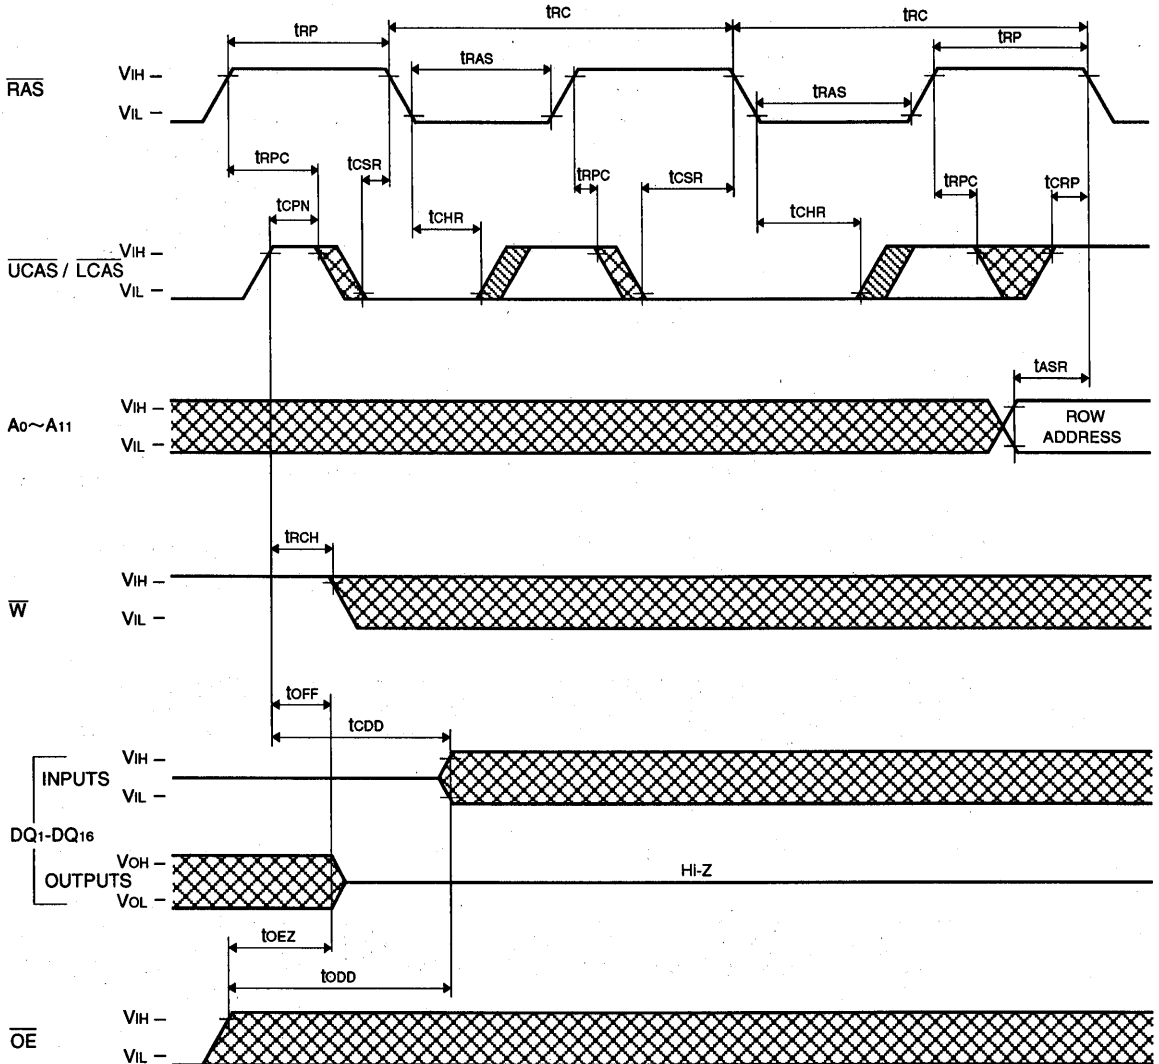 tRC tRC
tRP tRP
RAS VIH tRAS
VIL tRAS
tRPC tCSR tRPC tCSR tRPC tCRP
tCPN tCHR tCHR
UCAS / LCAS VIH
VIL
tASR
A0~A11 VIH ROW
VIL ADDRESS
tRCH
VIH
W VIL
tOFF
tCDD
INPUTS VIH
VIL
DQ1-DQ16
OUTPUTS VOH Hi-Z
VOL
tOEZ
tODD
OE VIH
VIL